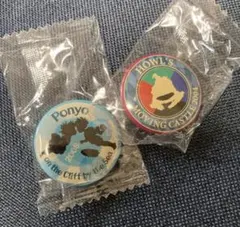 Ponyo
on the Cliff by the Sea
HOWL'S
MOVING CASTLE